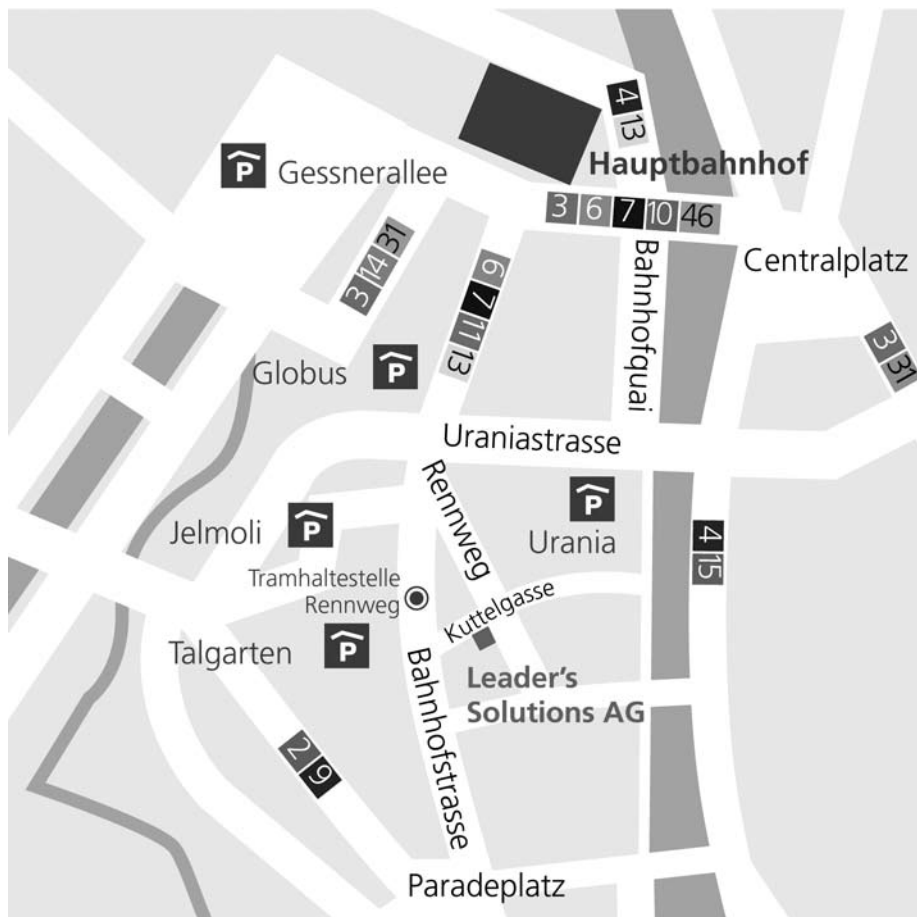 4 13
Hauptbahnhof
P
Gessnerallee
3 6 7 10 46
3 14 31
Centralplatz
Bahnhofquai
6 7 11 13
3 31
Globus
P
Uraniastrasse
Rennweg
P
Jelmoli
P
Urania
4 15
Tramhaltestelle
Rennweg
Kuttelgasse
Talgarten
P
Bahnhofstrasse
Leader's
Solutions AG
2 9
Paradeplatz